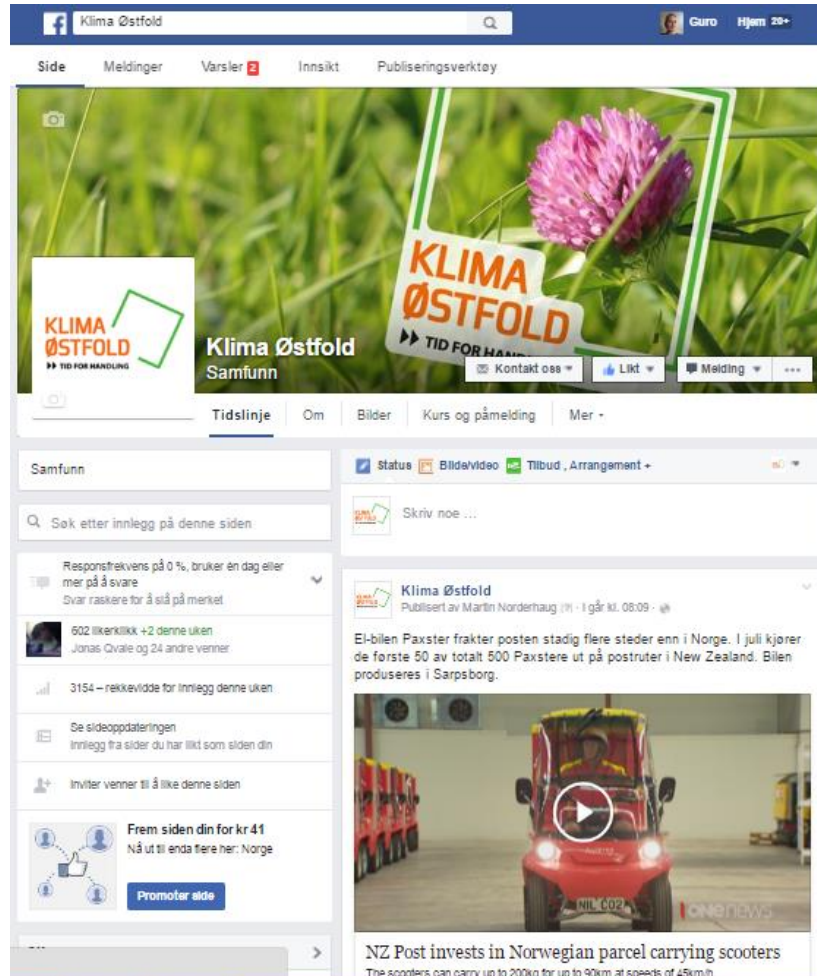 Klima Østfold
Guro
Hjem 20+
Side
Meldinger
Varsler 2
Innsikt
Publiseringsverktøy
KLIMA
ØSTFOLD
TID FOR
KLIMA
ØSTFOLD
TID FOR HANDLING
Klima Østfold
Samfunn
Kontakt oss
Likt
Melding
...
Tidslinje
Om
Bilder
Kurs og påmelding
Mer
Samfunn
Søk etter innlegg på denne siden
Responsfrekvens på 0 %, bruker én dag eller
mer på å svare
Svar raskere for å slå på merket
602 likerklikk +2 denne uken
Jonas Qvale og 24 andre venner
3154 – rekkevidde for innlegg denne uken
Se sideoppdateringen
Innlegg fra sider du har likt som siden din
Inviter venner til å like denne siden
Frem siden din for kr 41
Nå ut til enda flere her: Norge
Promoter side
Status
Bilde/video
Tilbud , Arrangement +
Skriv noe ...
Klima Østfold
Publisert av Martin Norderhaug [?] · I går kl. 08:09 ·
El-bilen Paxster frakter posten stadig flere steder enn i Norge. I juli kjører
de første 50 av totalt 500 Paxstere ut på postruter i New Zealand. Bilen
produseres i Sarpsborg.
NIL CO2
ONE news
NZ Post invests in Norwegian parcel carrying scooters
The scooters can carry up to 200kg for up to 90km at speeds of 45km/h